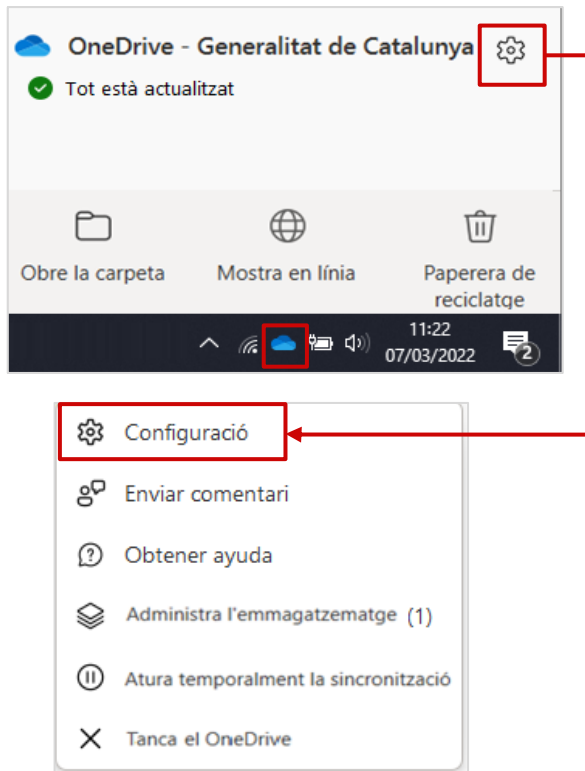 OneDrive - Generalitat de Catalunya
Tot està actualitzat
Obre la carpeta
Mostra en línia
Paperera de
reciclatge
11:22
07/03/2022
2
Configuració
Enviar comentari
Obtener ayuda
Administra l'emmagatzematge (1)
Atura temporalment la sincronització
Tanca el OneDrive